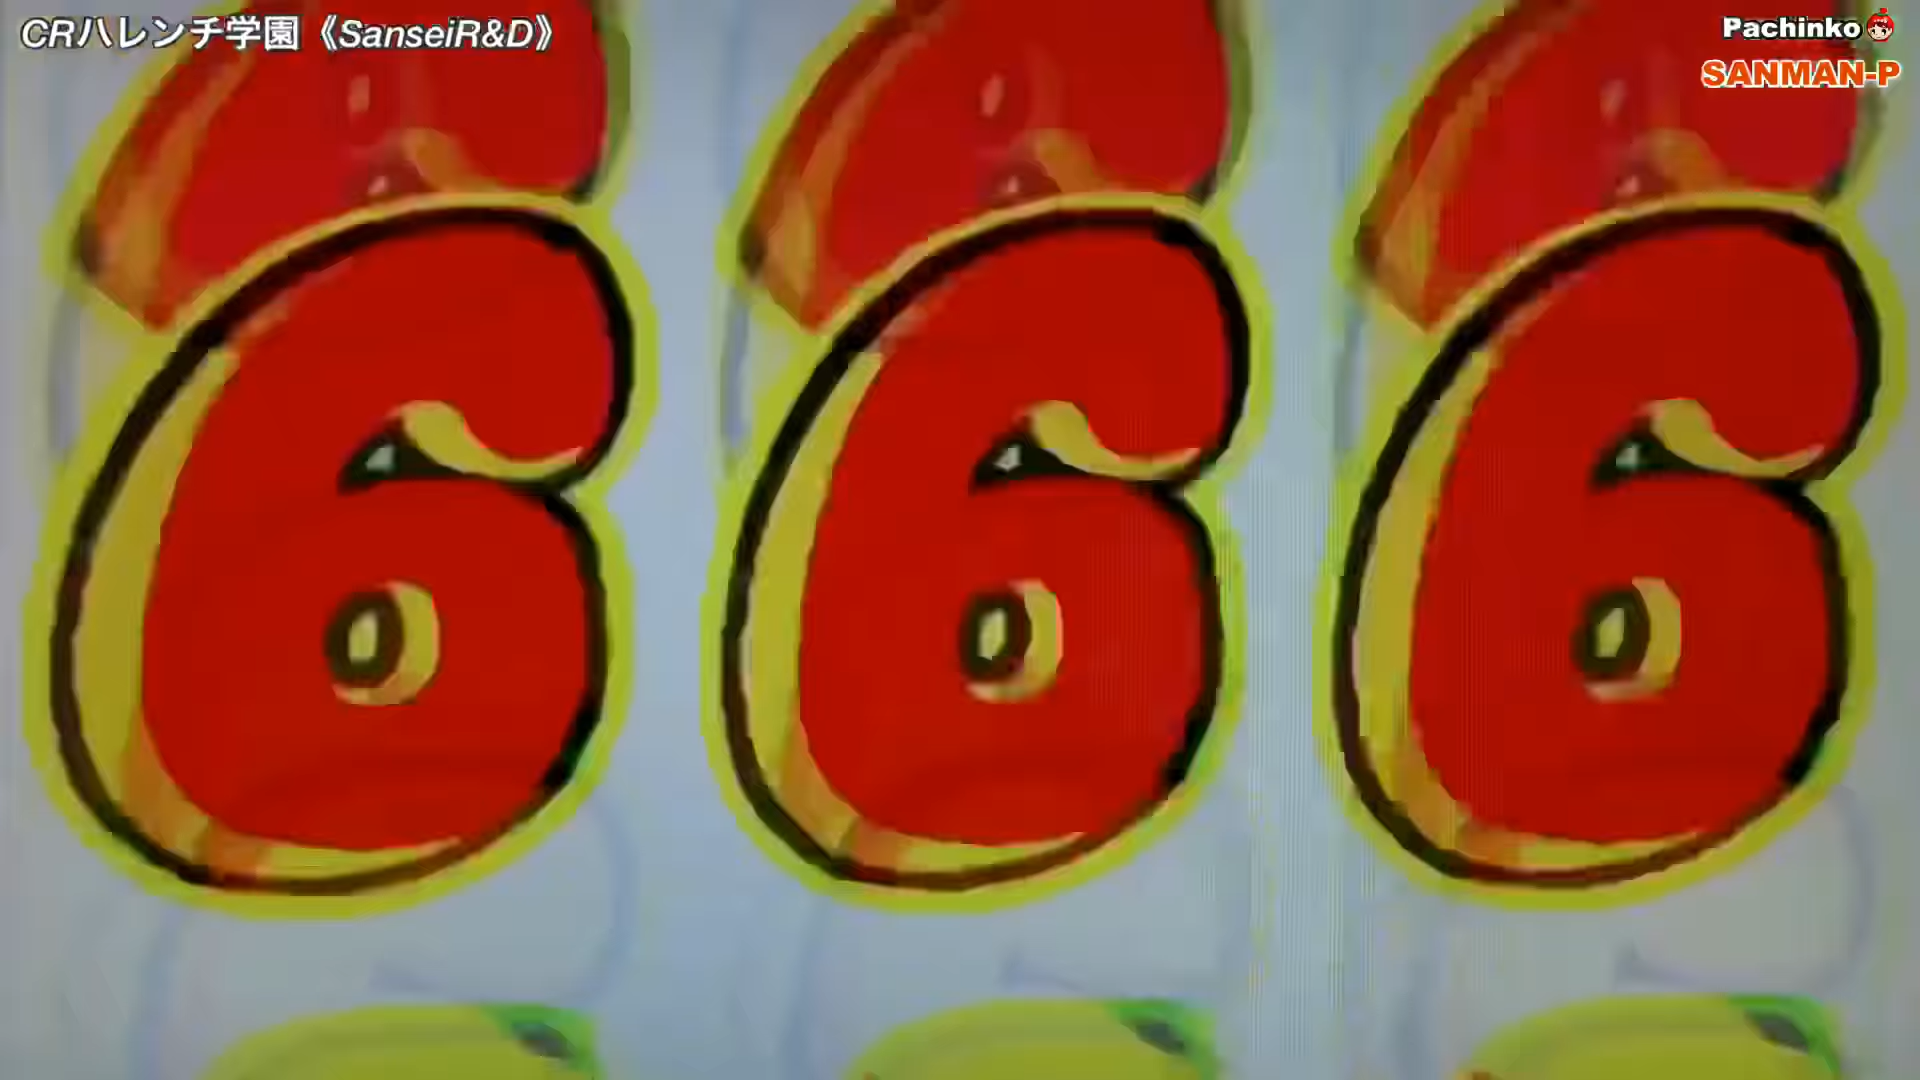 CRハレンチ学園《SanseiR&D》
Pachinko
SANMAN-P
6 6 6